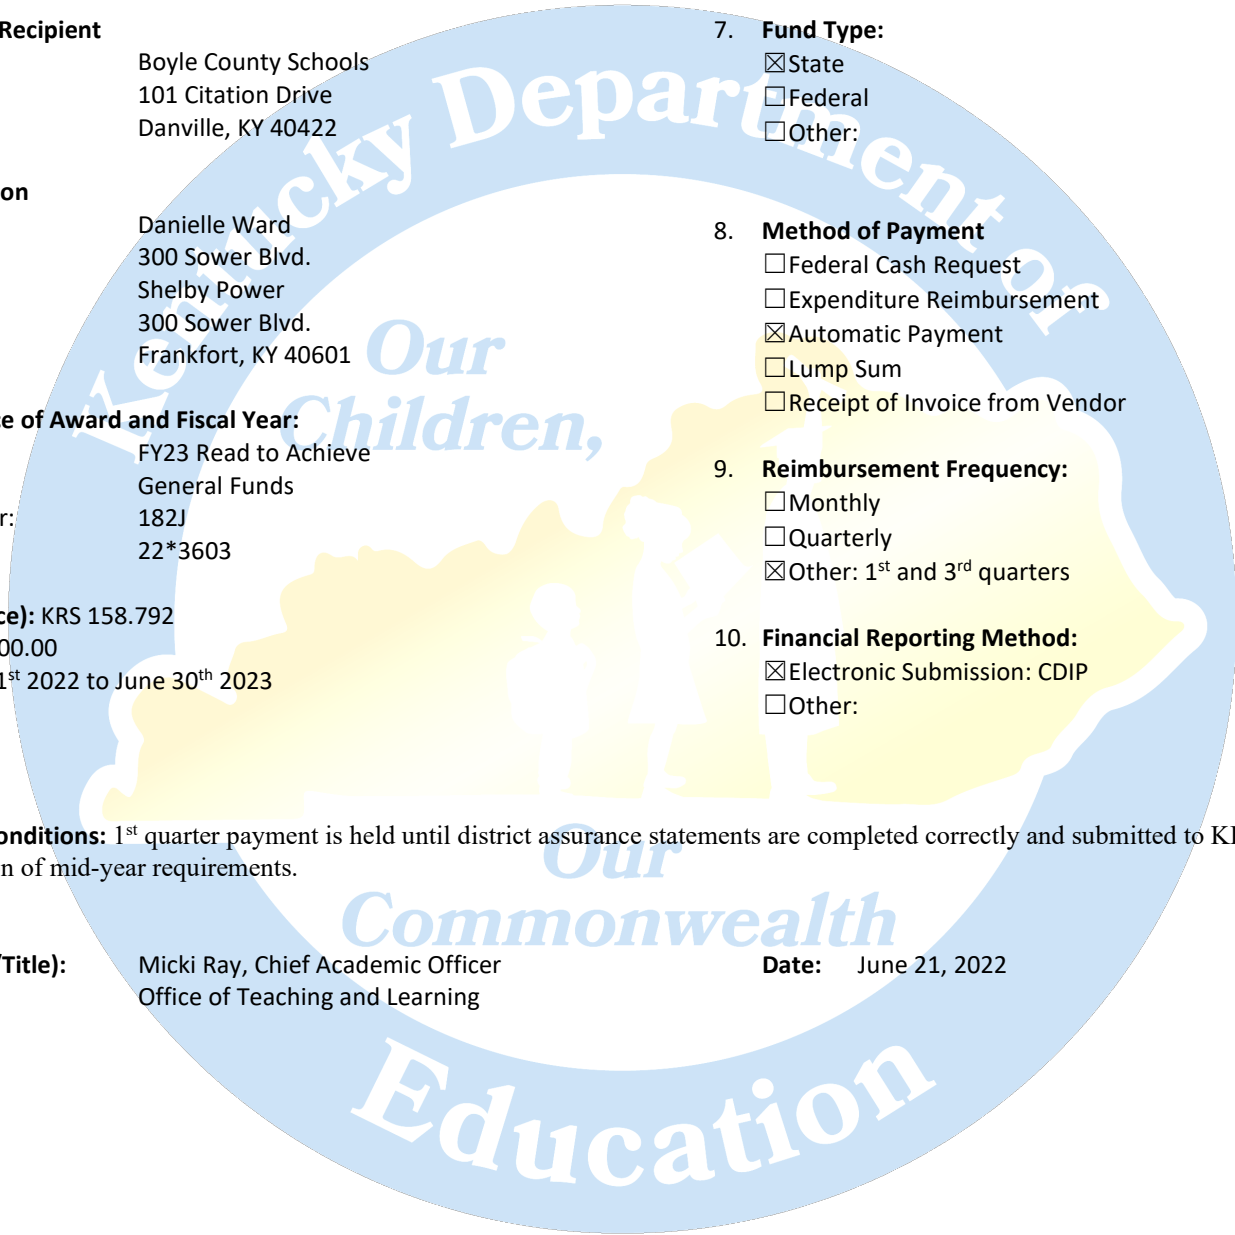 Recipient
Boyle County Schools
101 Citation Drive
Danville, KY 40422
on
Danielle Ward
300 Sower Blvd.
Shelby Power
300 Sower Blvd.
Frankfort, KY 40601
e of Award and Fiscal Year:
FY23 Read to Achieve
General Funds
r: 182J
22*3603
ce): KRS 158.792
00.00
1st 2022 to June 30th 2023
7. Fund Type:
☒State
☐Federal
☐Other:
8. Method of Payment
☐Federal Cash Request
☐Expenditure Reimbursement
☒Automatic Payment
☐Lump Sum
☐Receipt of Invoice from Vendor
9. Reimbursement Frequency:
☐Monthly
☐Quarterly
☒Other: 1st and 3rd quarters
10. Financial Reporting Method:
☒Electronic Submission: CDIP
☐Other:
onditions: 1st quarter payment is held until district assurance statements are completed correctly and submitted to K
n of mid-year requirements.
/Title): Micki Ray, Chief Academic Officer Date: June 21, 2022
Office of Teaching and Learning
Kentucky Department of
Education
Our
Children,
Our
Commonwealth